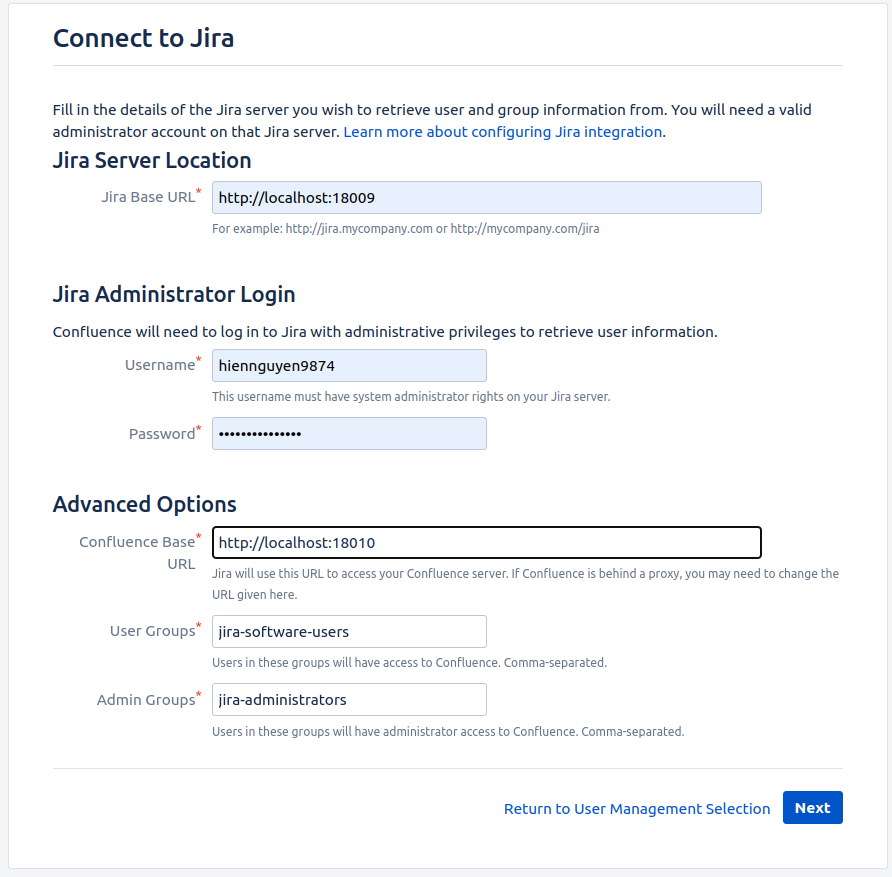 Connect to Jira
Fill in the details of the Jira server you wish to retrieve user and group information from. You will need a valid
administrator account on that Jira server. Learn more about configuring Jira integration.
Jira Server Location
Jira Base URL*
http://localhost:18009
For example: http://jira.mycompany.com or http://mycompany.com/jira
Jira Administrator Login
Confluence will need to log in to Jira with administrative privileges to retrieve user information.
Username*
hiennguyen9874
This username must have system administrator rights on your Jira server.
Password*
•••••••••••••••
Advanced Options
Confluence Base*
URL
http://localhost:18010
Jira will use this URL to access your Confluence server. If Confluence is behind a proxy, you may need to change the
URL given here.
User Groups*
jira-software-users
Users in these groups will have access to Confluence. Comma-separated.
Admin Groups*
jira-administrators
Users in these groups will have administrator access to Confluence. Comma-separated.
Return to User Management Selection
Next